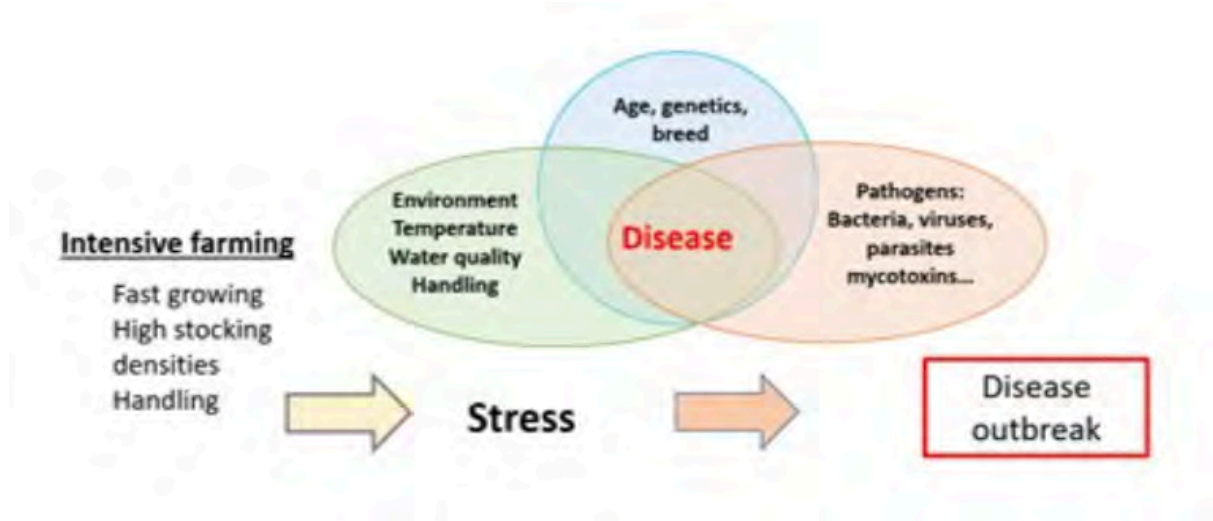 Age, genetics,
breed
Environment
Temperature
Water quality
Handling
Disease
Pathogens:
Bacteria, viruses,
parasites
mycotoxins...
Intensive farming
Fast growing
High stocking
densities
Handling
Stress
Disease
outbreak